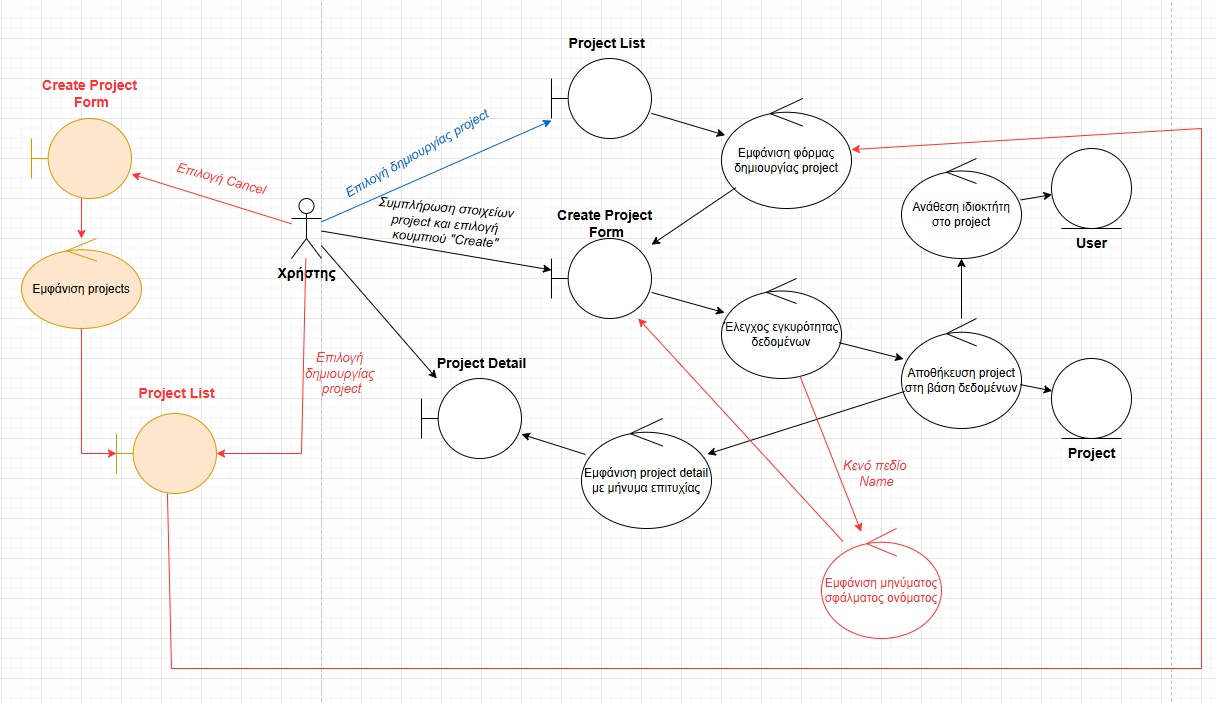 Project List
Create Project
Form
Επιλογή δημιουργίας project
Εμφάνιση φόρμας
δημιουργίας project
Επιλογή Cancel
Ανάθεση ιδιοκτήτη
στο project
User
Συμπλήρωση στοιχείων
project και επιλογή
κουμπιού "Create"
Create Project
Form
Χρήστης
Εμφάνιση projects
Έλεγχος εγκυρότητας
δεδομένων
Επιλογή
δημιουργίας
project
Project Detail
Αποθήκευση project
στη βάση δεδομένων
Project List
Project
Εμφάνιση project detail
με μήνυμα επιτυχίας
Κενό πεδίο
Name
Εμφάνιση μηνύματος
σφάλματος ονόματος